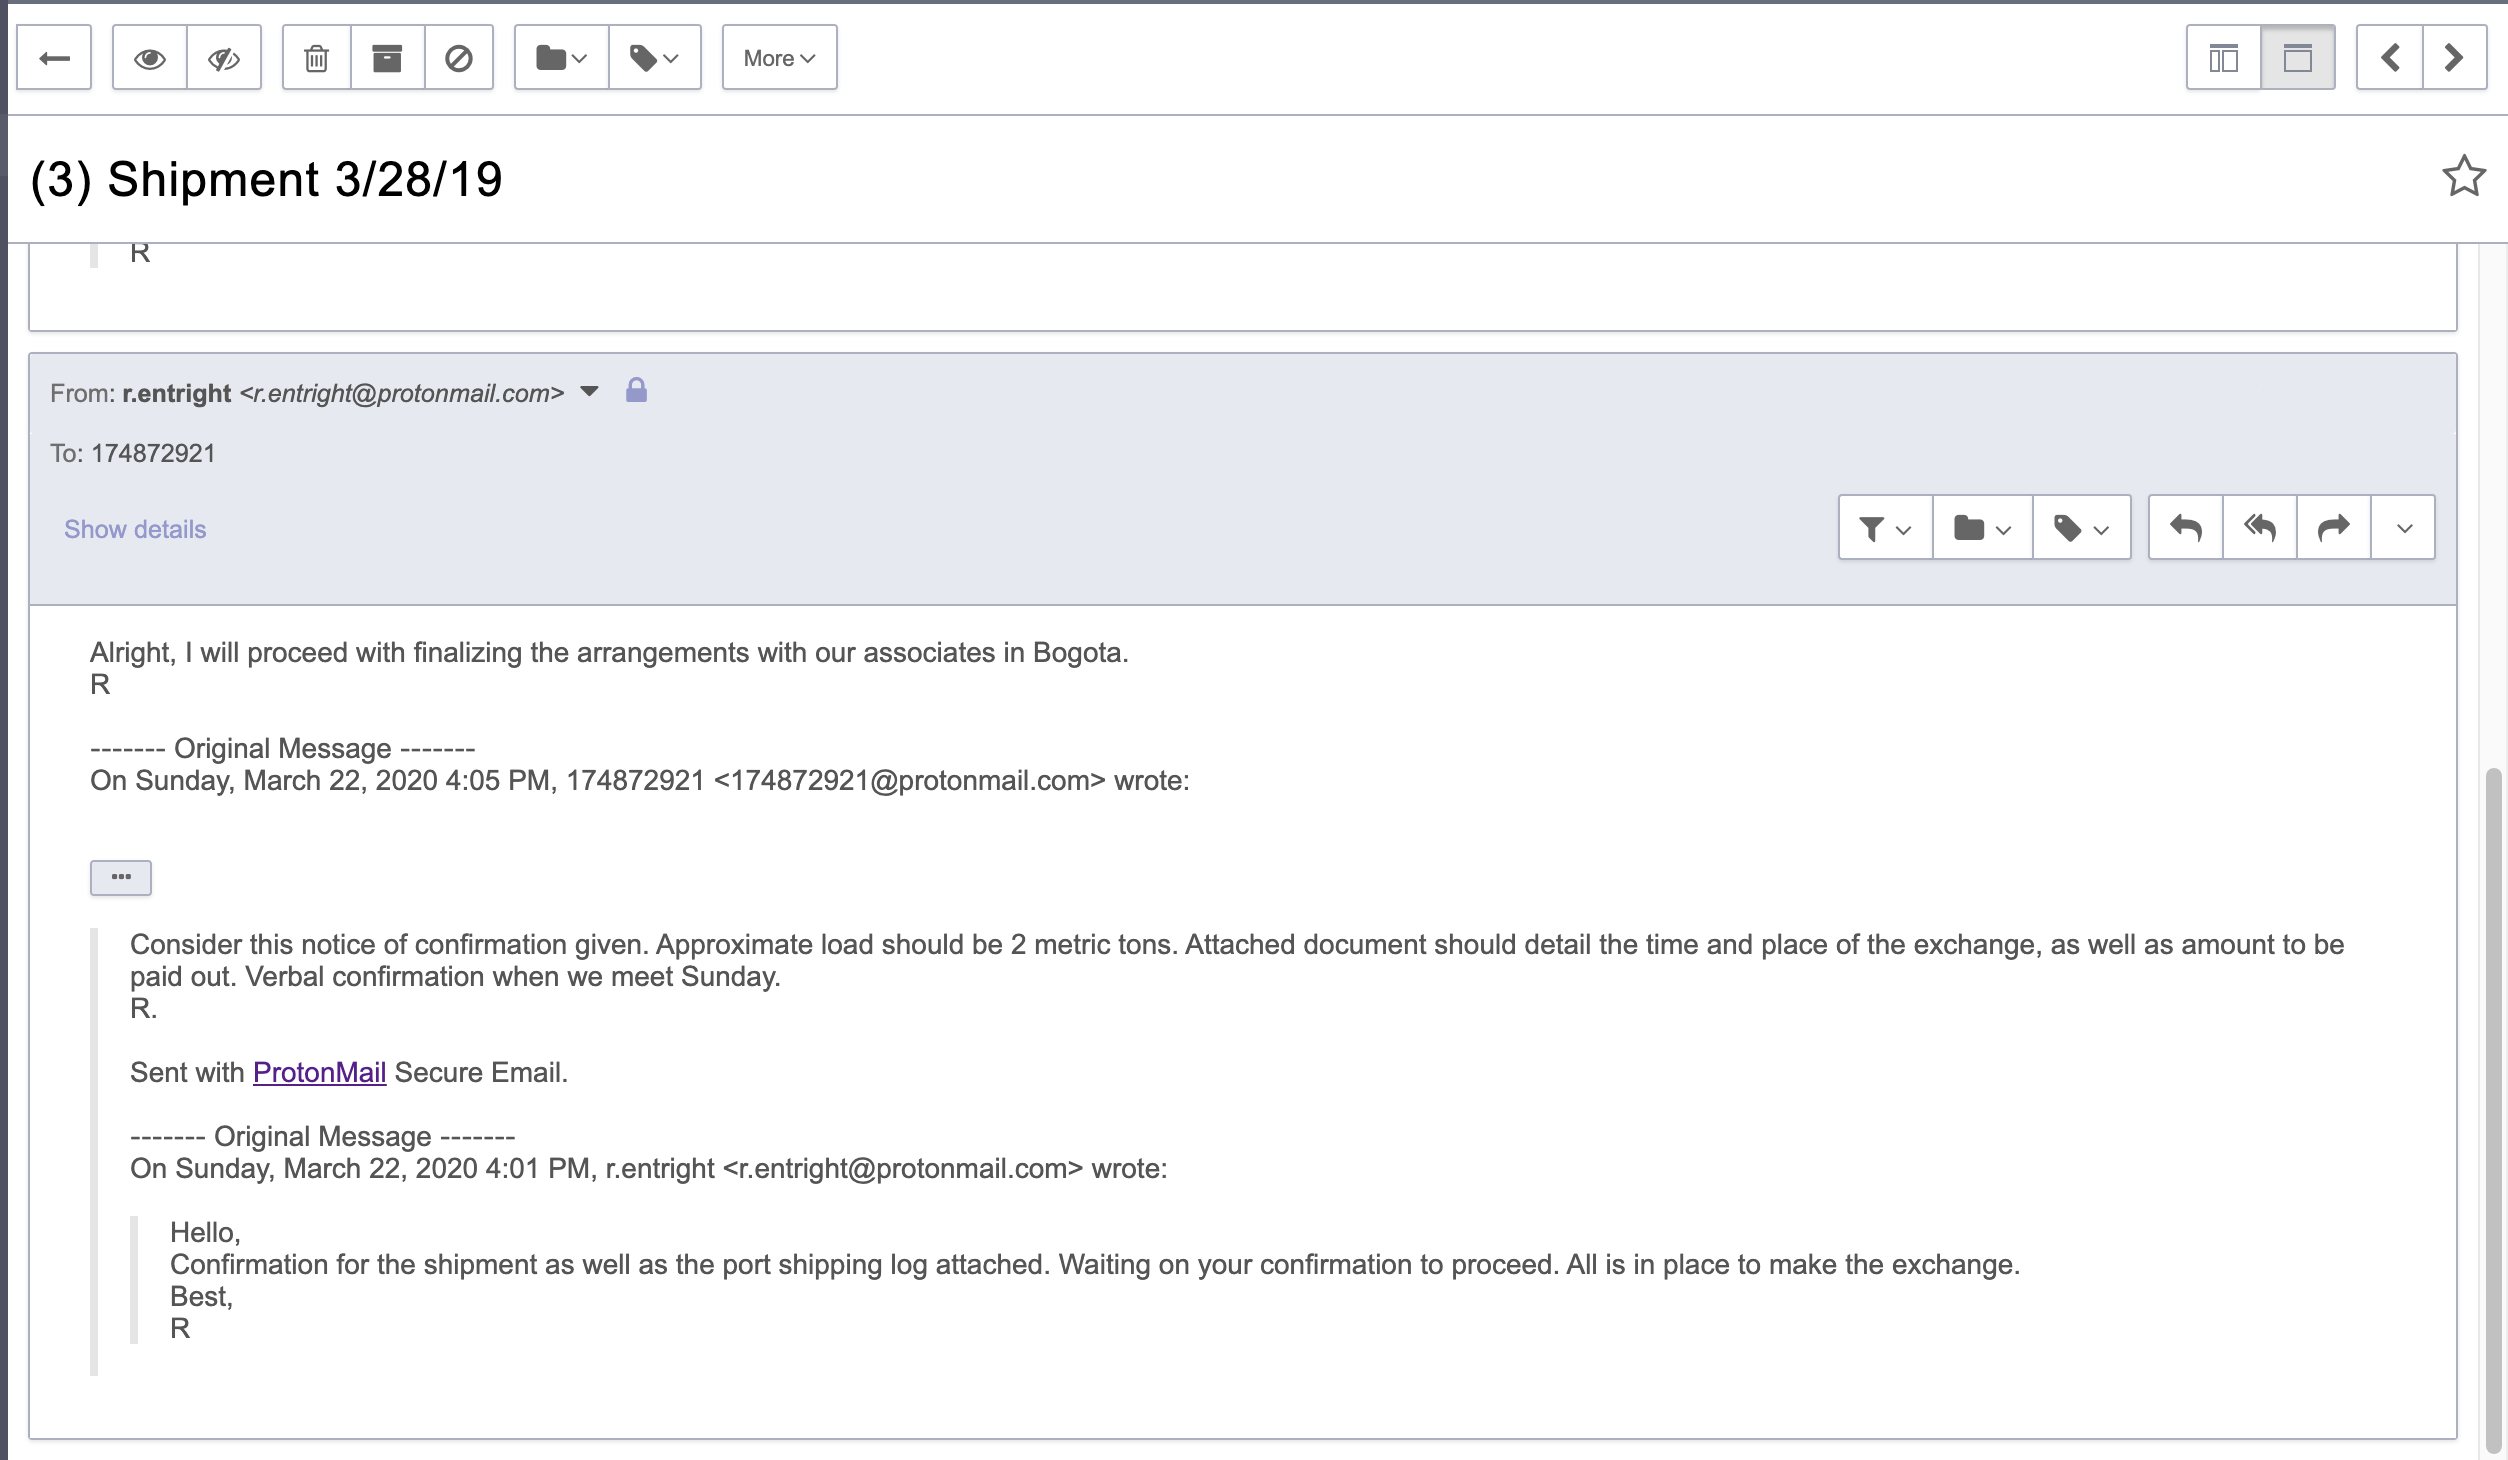 More
(3) Shipment 3/28/19
R
From: r.entright <r.entright@protonmail.com>
To: 174872921
Show details
Alright, I will proceed with finalizing the arrangements with our associates in Bogota.
R
------- Original Message -------
On Sunday, March 22, 2020 4:05 PM, 174872921 <174872921@protonmail.com> wrote:
Consider this notice of confirmation given. Approximate load should be 2 metric tons. Attached document should detail the time and place of the exchange, as well as amount to be
paid out. Verbal confirmation when we meet Sunday.
R.
Sent with ProtonMail Secure Email.
------- Original Message -------
On Sunday, March 22, 2020 4:01 PM, r.entright <r.entright@protonmail.com> wrote:
Hello,
Confirmation for the shipment as well as the port shipping log attached. Waiting on your confirmation to proceed. All is in place to make the exchange.
Best,
R